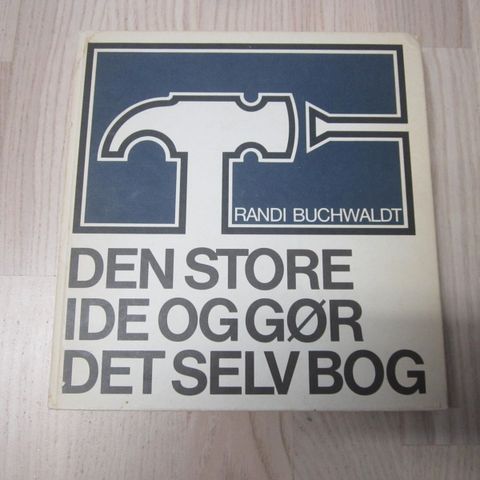 RANDI BUCHWALDT
DEN STORE
IDE OG GØR
DET SELV BOG